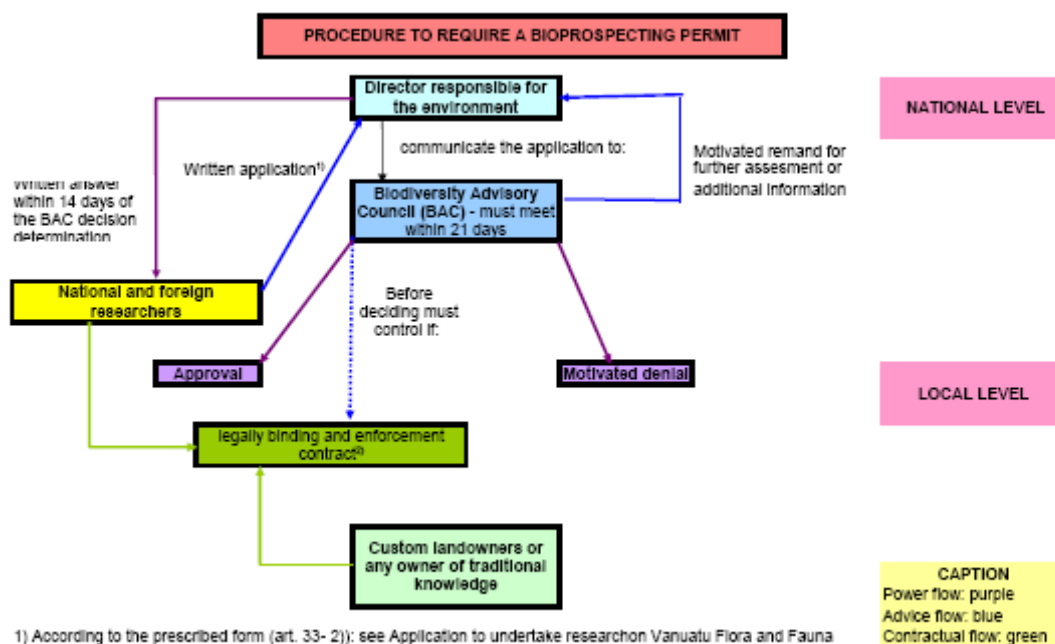 PROCEDURE TO REQUIRE A BIOPROSPECTING PERMIT
Director responsible for
the environment
NATIONAL LEVEL
communicate the application to:
Motivated remand for
further assesment or
additional information
Written application1)
Written answer
within 14 days of
the BAC decision
determination
Biodiversity Advisory
Council (BAC) - must meet
within 21 days
National and foreign
researchers
Before
deciding must
control if:
Approval
Motivated denial
LOCAL LEVEL
legally binding and enforcement
contract2)
Custom landowners or
any owner of traditional
knowledge
CAPTION
Power flow: purple
Advice flow: blue
Contractual flow: green
1) According to the prescribed form (art. 33- 2)): see Application to undertake researchon Vanuatu Flora and Fauna